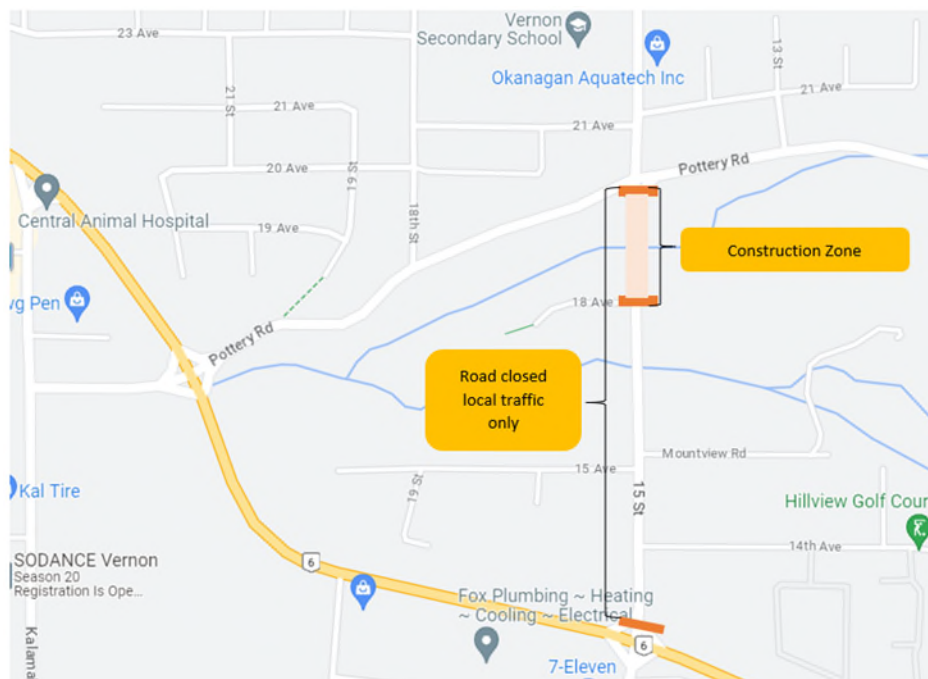 23 Ave
Vernon
Secondary School
13 St
Okanagan Aquatech Inc
21 St
21 Ave
21 Ave
21 Ave
20 Ave
19 St
Pottery Rd
Central Animal Hospital
18th St
19 Ave
Construction Zone
wg Pen
18 Ave
Pottery Rd
Road closed
local traffic
only
Mountview Rd
15 Ave
Kal Tire
19 St
15 St
Hillview Golf Cour
14th Ave
6
SODANCE Vernon
Season 20
Registration Is Ope...
Fox Plumbing ~ Heating
~ Cooling ~ Electrical
Kalama
6
7-Eleven